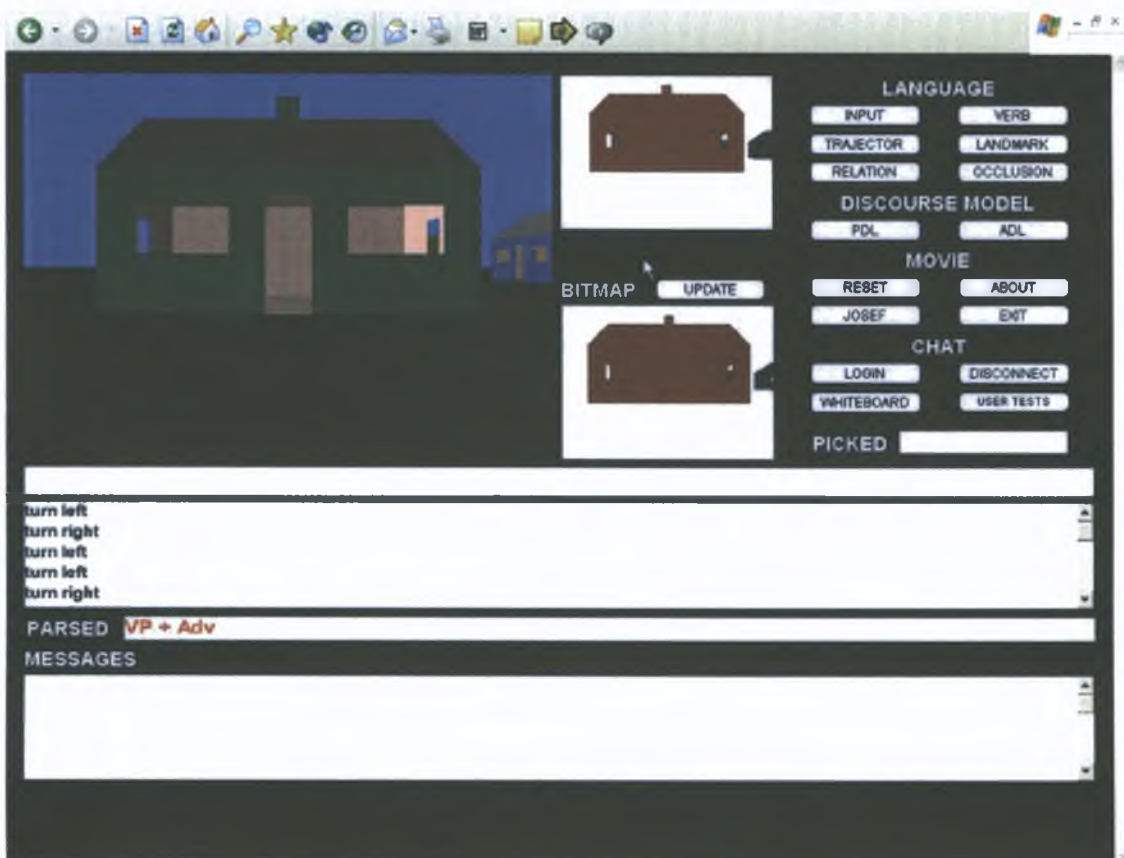 LANGUAGE
INPUT VERB
TRAJECTOR LANDMARK
RELATION OCCLUSION
DISCOURSE MODEL
PDL ADL
MOVIE
BITMAP UPDATE
RESET ABOUT
JOSEF EXIT
CHAT
LOGIN DISCONNECT
WHITEBOARD USER TESTS
PICKED
turn left
turn right
turn left
turn left
turn right
PARSED VP + Adv
MESSAGES